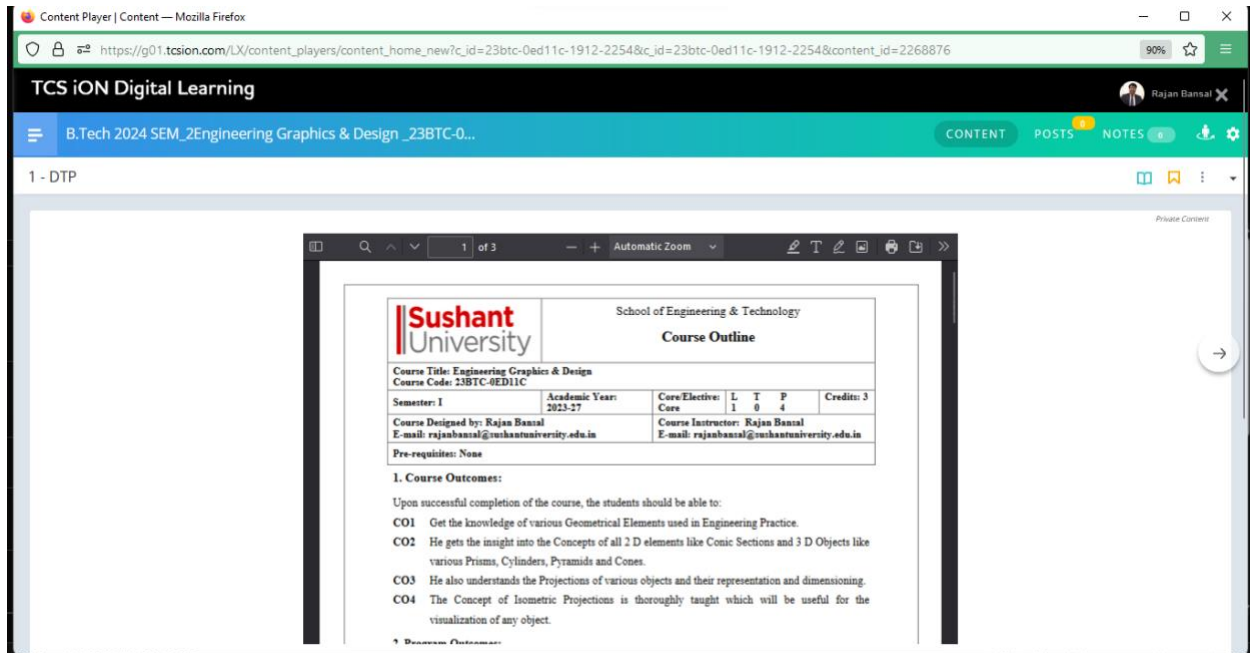 Content Player | Content — Mozilla Firefox
https://g01.tcsion.com/LX/content_players/content_home_new?c_id=23btc-0ed11c-1912-2254&c_id=23btc-0ed11c-1912-2254&content_id=2268876
90%
TCS iON Digital Learning
Rajan Bansal
B.Tech 2024 SEM_2Engineering Graphics & Design _23BTC-0...
CONTENT
POSTS 0
NOTES 0
1 - DTP
Private Content
1 of 3
Automatic Zoom
Sushant
University
School of Engineering & Technology
Course Outline
Course Title: Engineering Graphics & Design
Course Code: 23BTC-0ED11C
Semester: I
Academic Year:
2023-27
Core/Elective:
Core
L T P
1 0 4
Credits: 3
Course Designed by: Rajan Bansal
E-mail: rajanbansal@sushantuniversity.edu.in
Course Instructor: Rajan Bansal
E-mail: rajanbansal@sushantuniversity.edu.in
Pre-requisites: None
1. Course Outcomes:
Upon successful completion of the course, the students should be able to:
CO1 Get the knowledge of various Geometrical Elements used in Engineering Practice.
CO2 He gets the insight into the Concepts of all 2 D elements like Conic Sections and 3 D Objects like
various Prisms, Cylinders, Pyramids and Cones.
CO3 He also understands the Projections of various objects and their representation and dimensioning.
CO4 The Concept of Isometric Projections is thoroughly taught which will be useful for the
visualization of any object.
2. Program Outcomes: